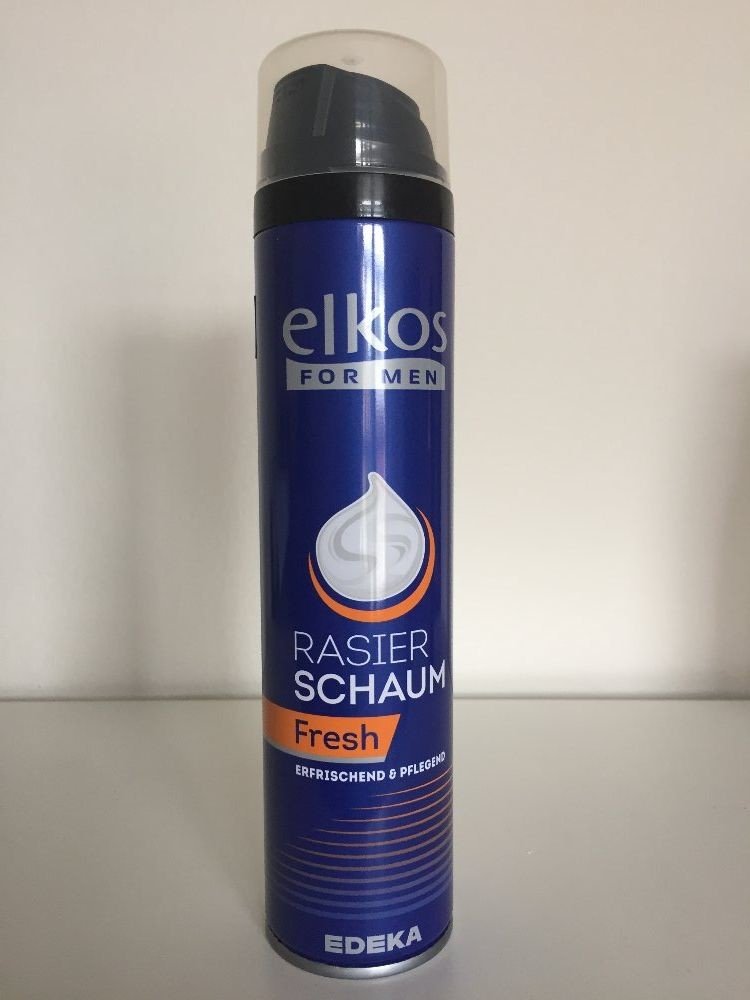 elkos
FOR MEN
RASIER
SCHAUM
Fresh
ERFRISCHEND & PFLEGEND
EDEKA